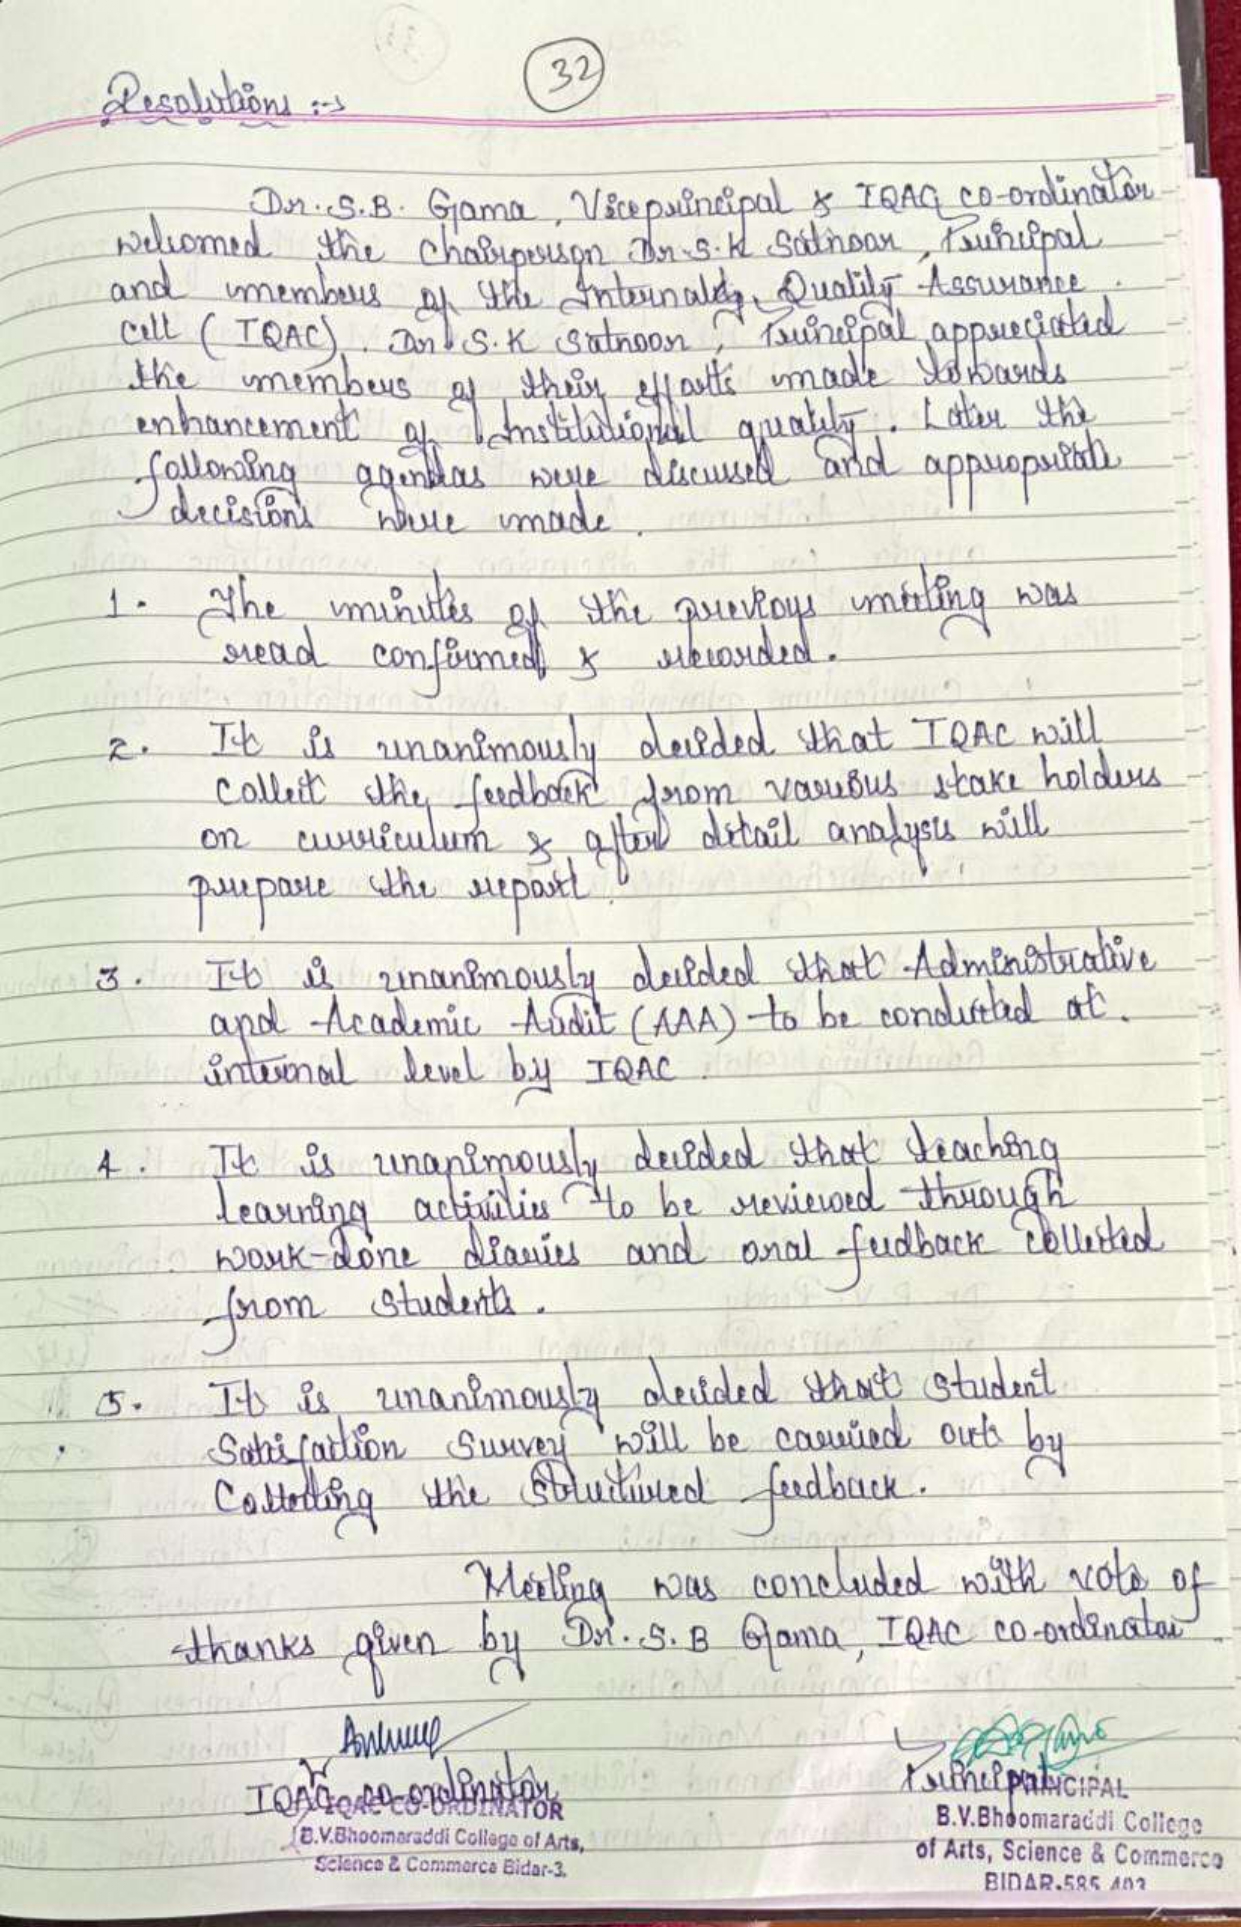 32
Resolutions :-
Dr. S.B. Gama, Viceprincipal & IQAC co-ordinator
welcomed the Chairperson Dr. S.K Satnoor, Principal
and members of the Internal Quality Assurance
cell (IQAC). Dr. S.K Satnoor, Principal appreciated
the members of their efforts made towards
enhancement of Institutional quality. Later the
following agendas were discussed and appropriate
decisions were made.
1. The minutes of the previous meeting was
read confirmed & recorded.
2. It is unanimously decided that IQAC will
collect the feedback from various stake holders
on curriculum & after detail analysis will
prepare the report.
3. It is unanimously decided that Administrative
and Academic Audit (AAA) to be conducted at
internal level by IQAC.
4. It is unanimously decided that teaching
learning activities to be reviewed through
work-done diaries and oral feedback collected
from students.
5. It is unanimously decided that student
Satisfaction Survey will be carried out by
Collecting the structured feedback.
Meeting was concluded with vote of
thanks given by Dr. S.B Gama, IQAC co-ordinator.
IQAC co-ordinator
IQAC CO-ORDINATOR
B.V.Bhoomaraddi College of Arts,
Science & Commerce Bidar-3.
Principal
PRINCIPAL
B.V.Bhoomaraddi College
of Arts, Science & Commerce
BIDAR-585 403